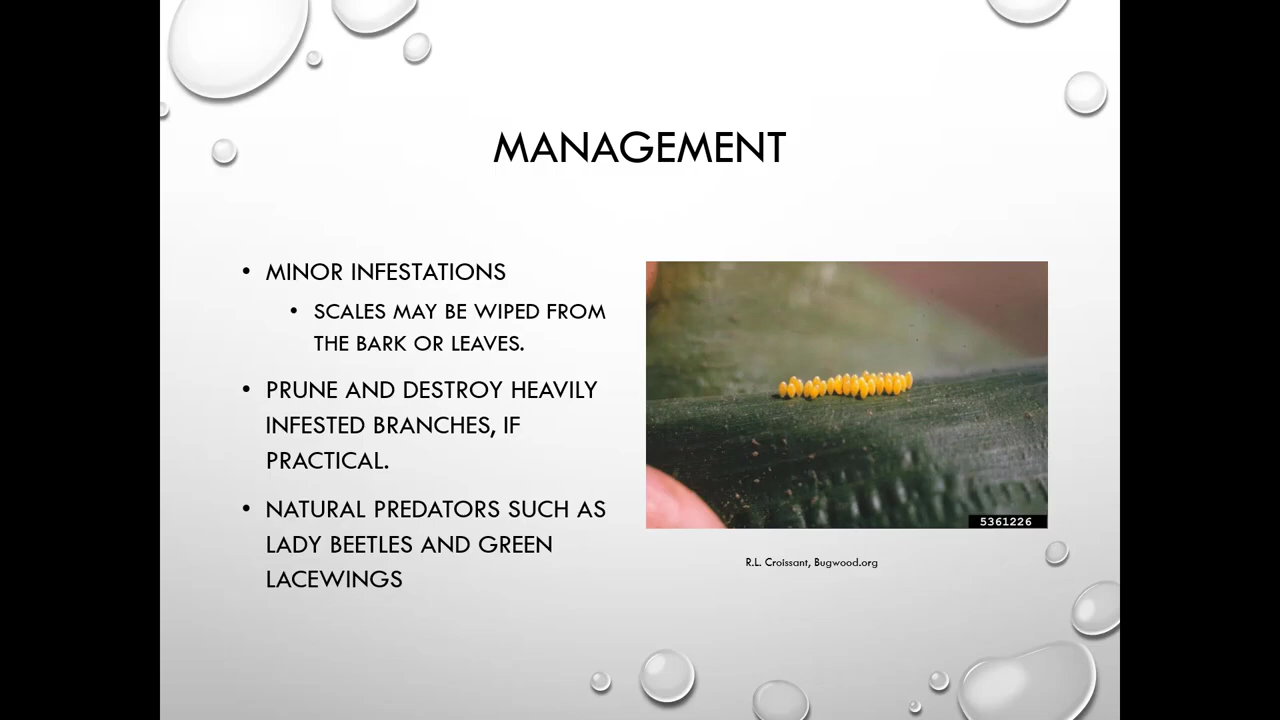 MANAGEMENT
• MINOR INFESTATIONS
• SCALES MAY BE WIPED FROM
THE BARK OR LEAVES.
• PRUNE AND DESTROY HEAVILY
INFESTED BRANCHES, IF
PRACTICAL.
• NATURAL PREDATORS SUCH AS
LADY BEETLES AND GREEN
LACEWINGS
5361226
R.L. Croissant, Bugwood.org